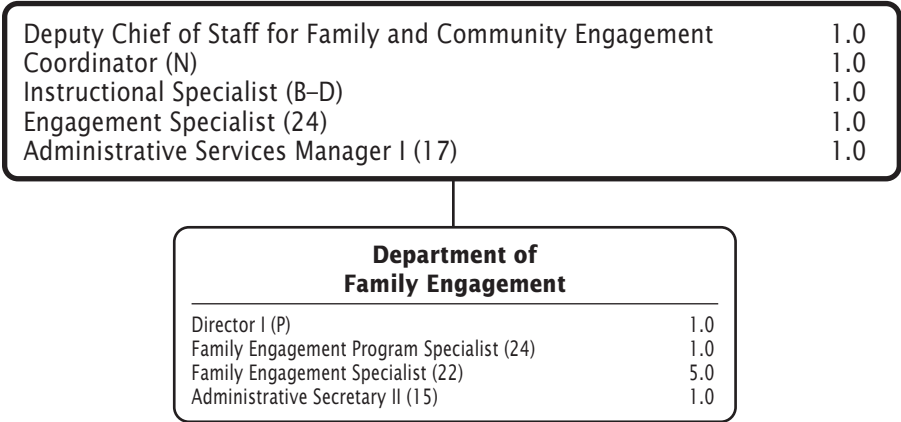 Deputy Chief of Staff for Family and Community Engagement 1.0
Coordinator (N) 1.0
Instructional Specialist (B–D) 1.0
Engagement Specialist (24) 1.0
Administrative Services Manager I (17) 1.0
Department of
Family Engagement
Director I (P) 1.0
Family Engagement Program Specialist (24) 1.0
Family Engagement Specialist (22) 5.0
Administrative Secretary II (15) 1.0